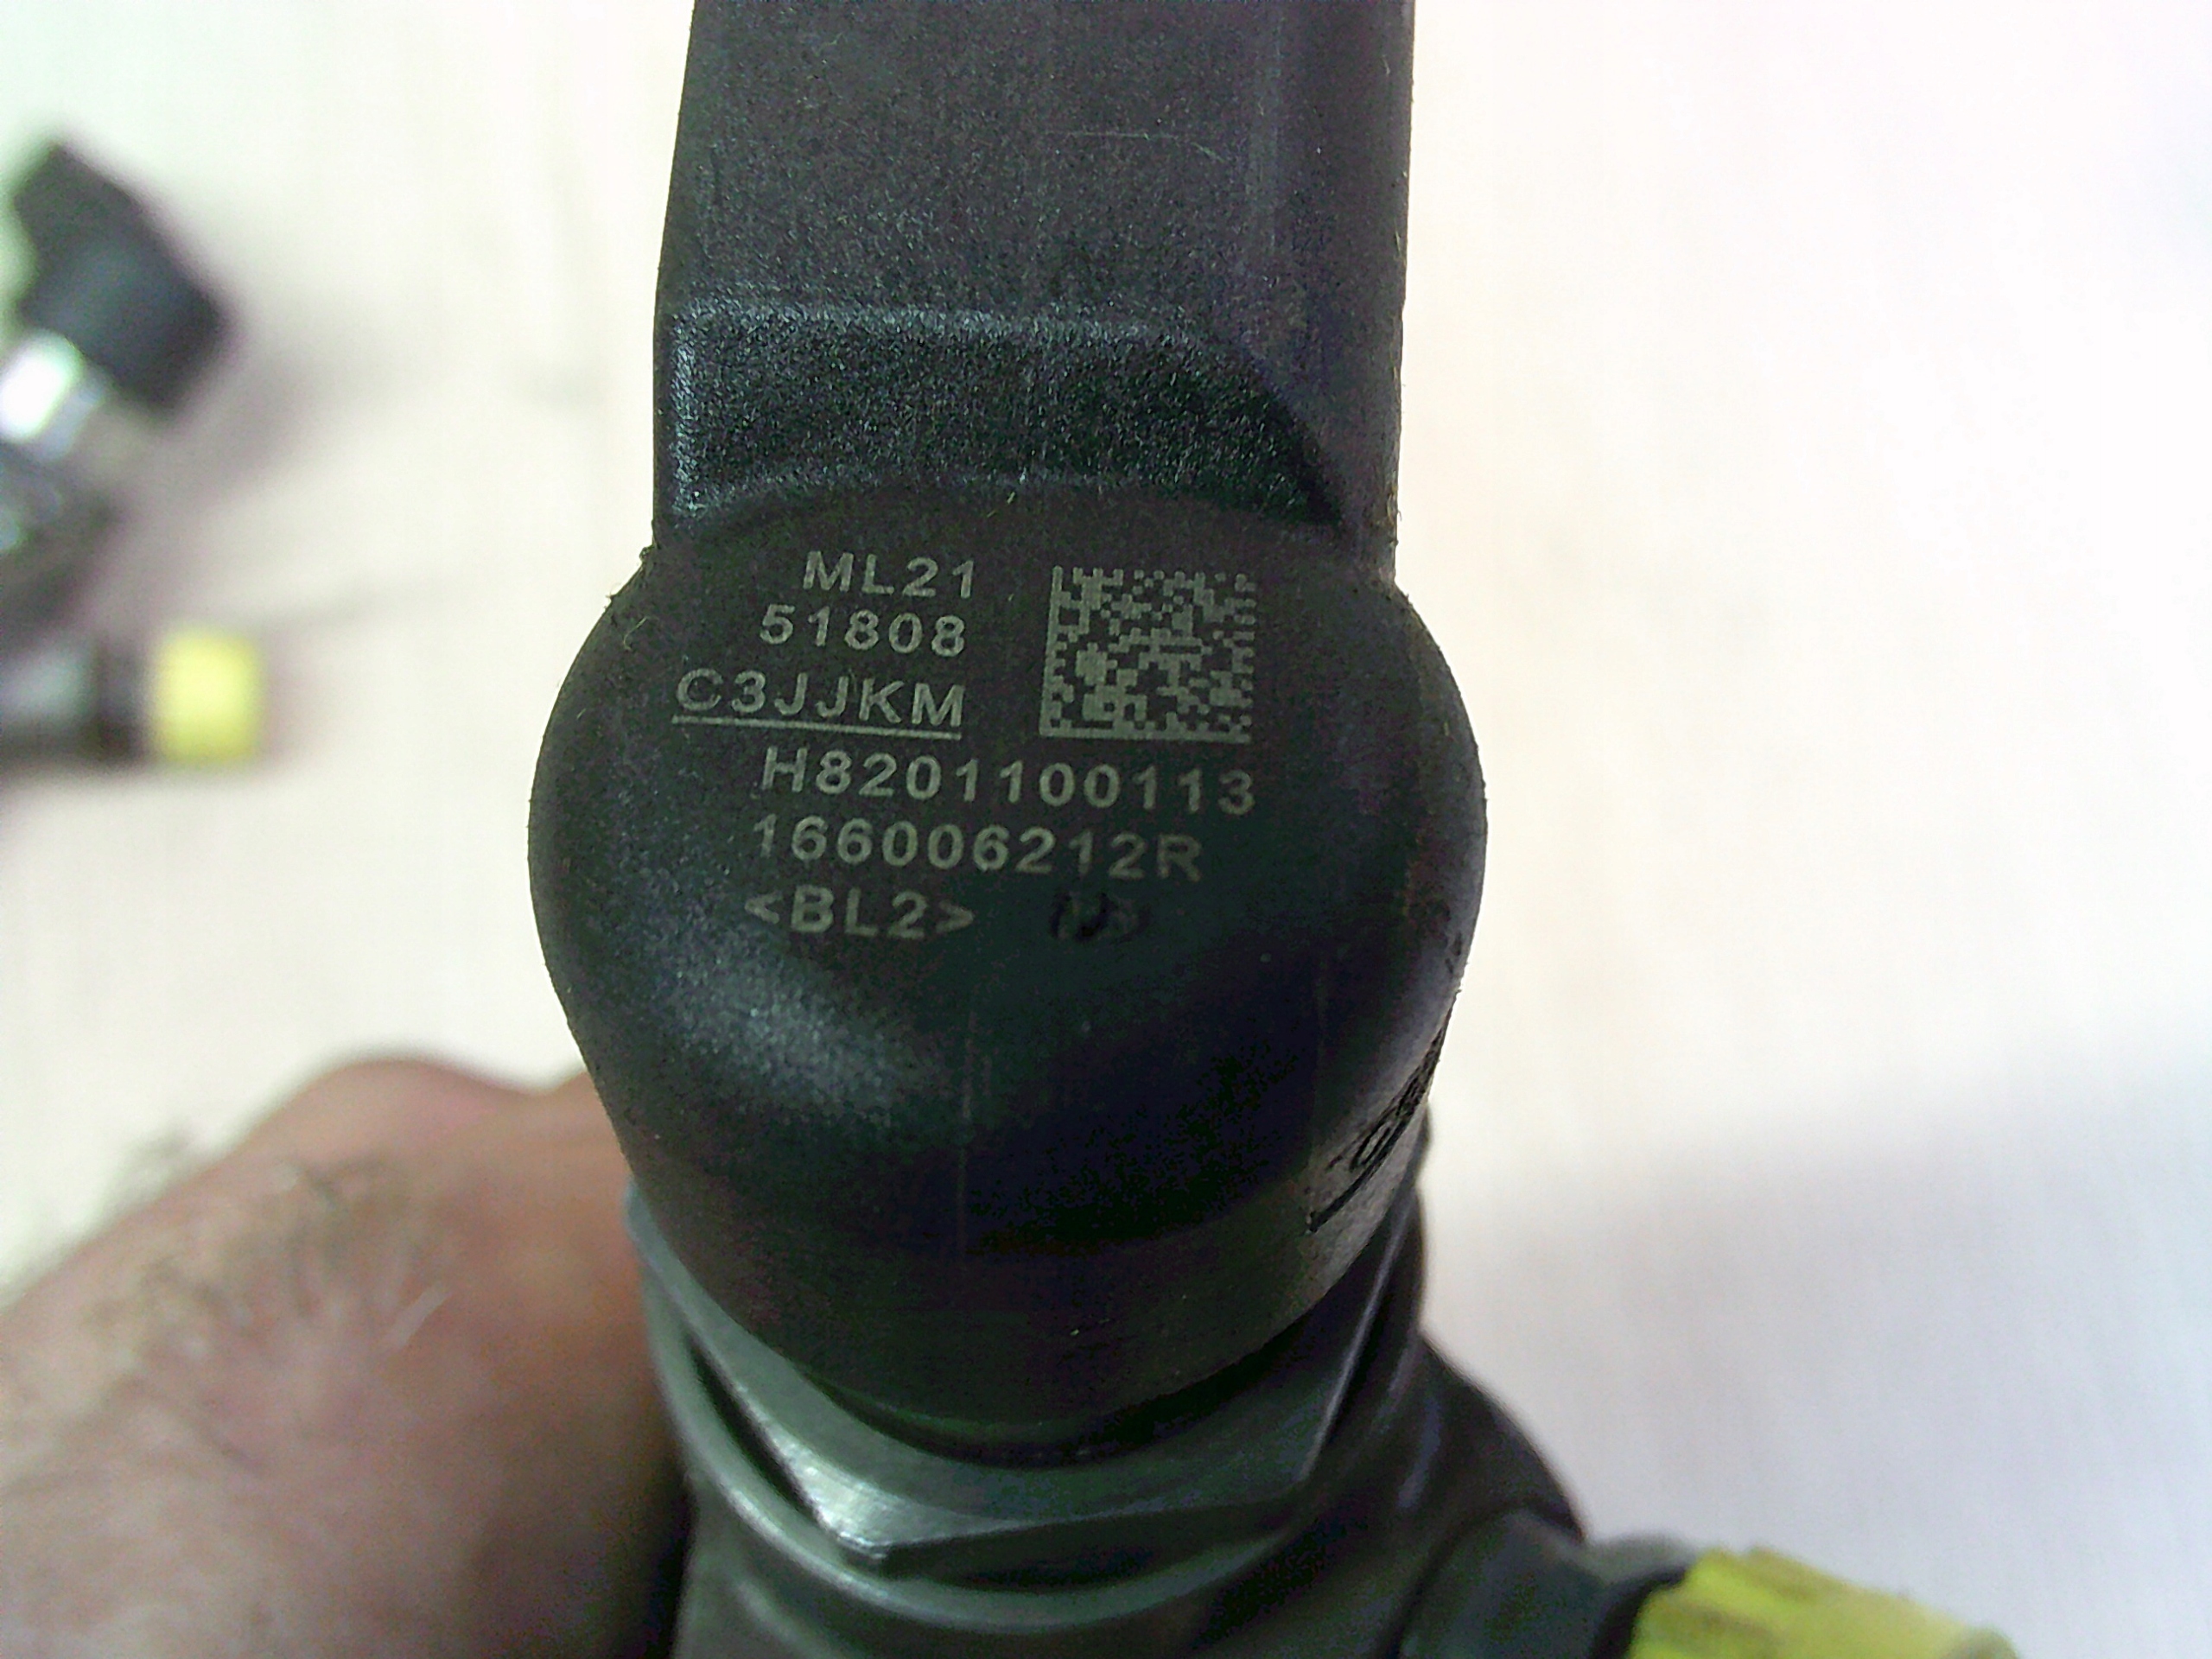 ML21
51808
C3JJKM
H8201100113
166006212R
<BL2>